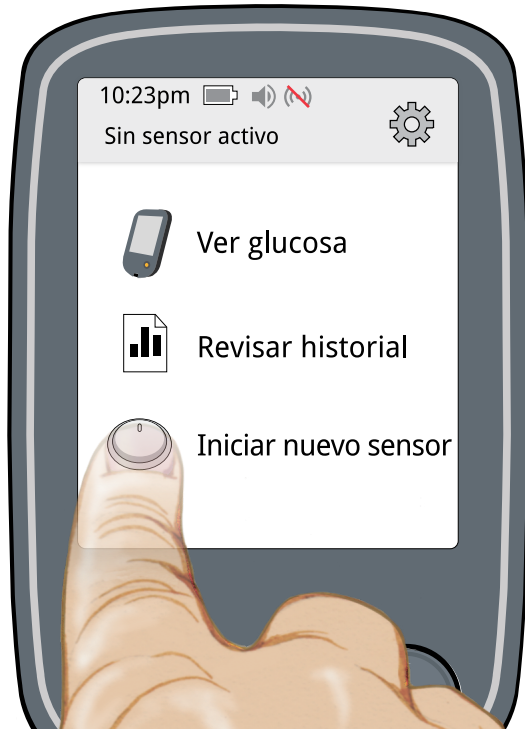 10:23pm
Sin sensor activo
Ver glucosa
Revisar historial
Iniciar nuevo sensor